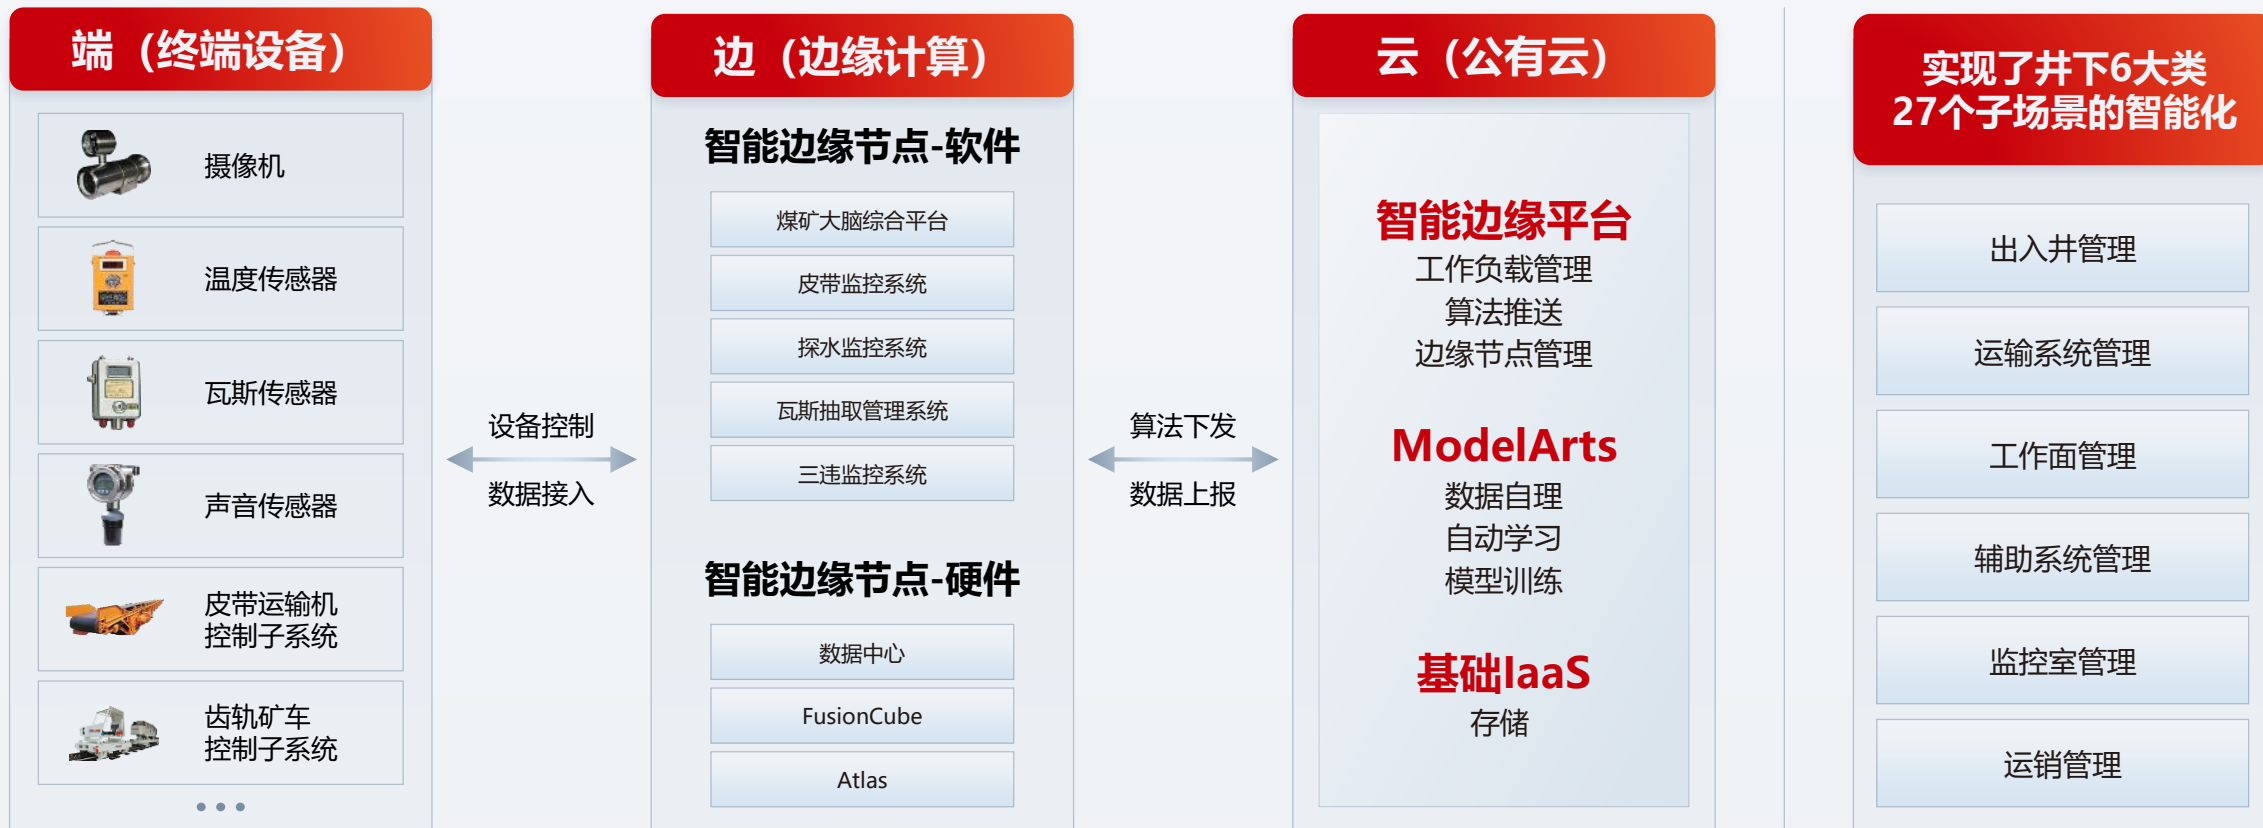 端（终端设备）
摄像机
温度传感器
瓦斯传感器
声音传感器
皮带运输机
控制子系统
齿轨矿车
控制子系统
设备控制
数据接入
边（边缘计算）
智能边缘节点-软件
煤矿大脑综合平台
皮带监控系统
探水监控系统
瓦斯抽取管理系统
三违监控系统
智能边缘节点-硬件
数据中心
FusionCube
Atlas
算法下发
数据上报
云（公有云）
智能边缘平台
工作负载管理
算法推送
边缘节点管理
ModelArts
数据自理
自动学习
模型训练
基础IaaS
存储
实现了井下6大类
27个子场景的智能化
出入井管理
运输系统管理
工作面管理
辅助系统管理
监控室管理
运销管理